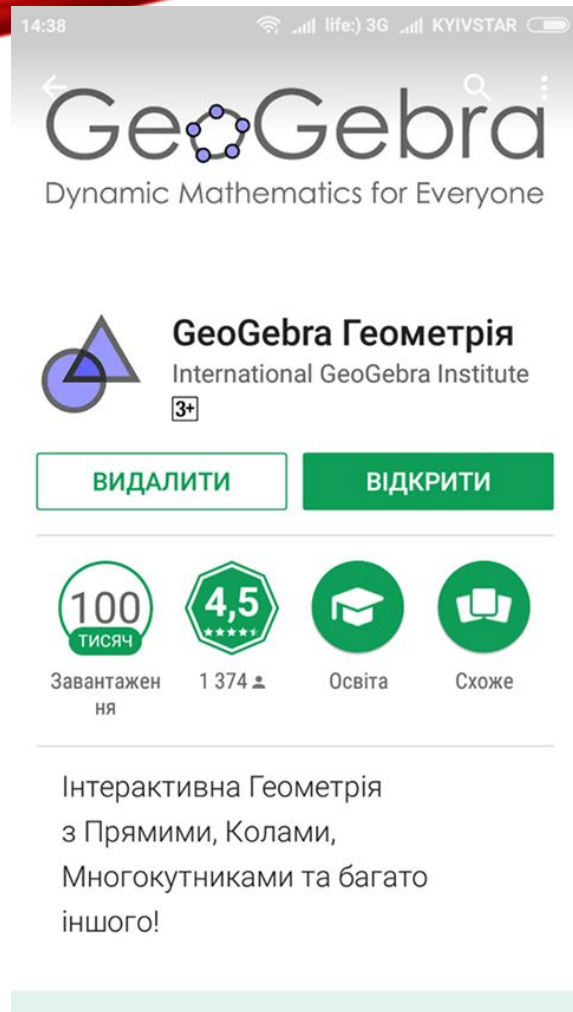 14:38 life:) 3G KYIVSTAR
GeoGebra
Dynamic Mathematics for Everyone
GeoGebra Геометрія
International GeoGebra Institute
3+
ВИДАЛИТИ ВІДКРИТИ
100 4,5
ТИСЯЧ
Завантажен 1 374 Освіта Схоже
ня
Інтерактивна Геометрія
з Прямими, Колами,
Многокутниками та багато
іншого!